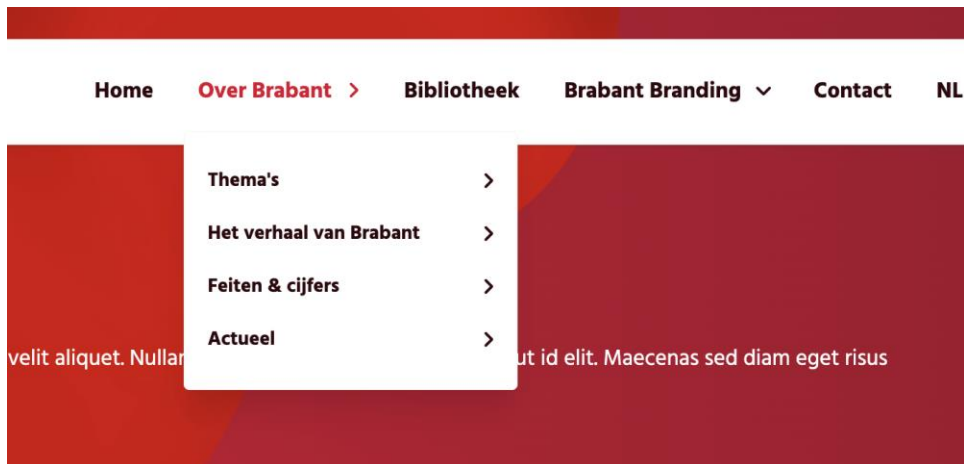 Home Over Brabant Bibliotheek Brabant Branding Contact NL
Thema's
Het verhaal van Brabant
Feiten & cijfers
Actueel
velit aliquet. Nullar ut id elit. Maecenas sed diam eget risus